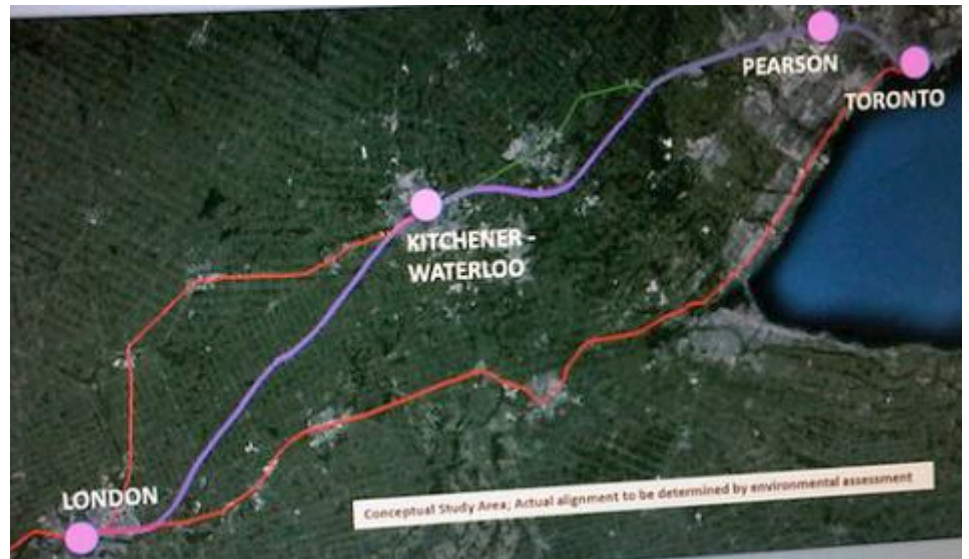 PEARSON
TORONTO
KITCHENER -
WATERLOO
LONDON
Conceptual Study Area; Actual alignment to be determined by environmental assessment